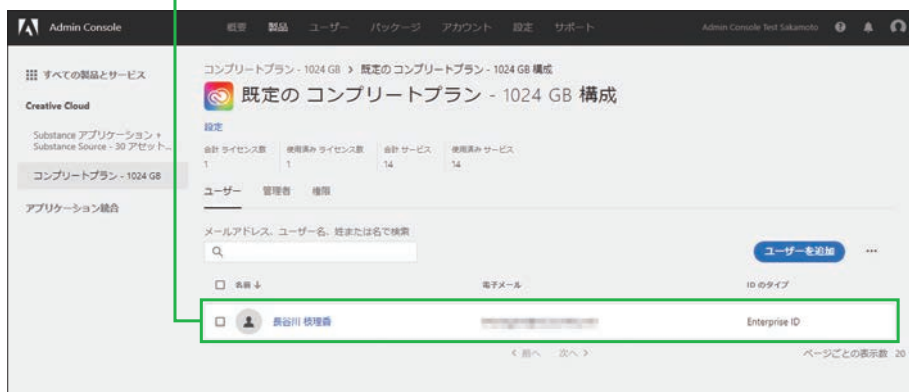 Admin Console
概要 製品 ユーザー パッケージ アカウント 設定 サポート
Admin Console Test Sakamoto
すべての製品とサービス
Creative Cloud
Substance アプリケーション +
Substance Source - 30 アセット...
コンプリートプラン - 1024 GB
アプリケーション統合
コンプリートプラン - 1024 GB > 既定の コンプリートプラン - 1024 GB 構成
既定の コンプリートプラン - 1024 GB 構成
設定
合計 ライセンス数 使用済み ライセンス数 合計 サービス 使用済み サービス
1 1 14 14
ユーザー 管理者 権限
メールアドレス、ユーザー名、姓または名で検索
ユーザーを追加 ...
名前 ↓ 電子メール ID のタイプ
長谷川 枝理香 Enterprise ID
< 前へ 次へ > ページごとの表示数 20